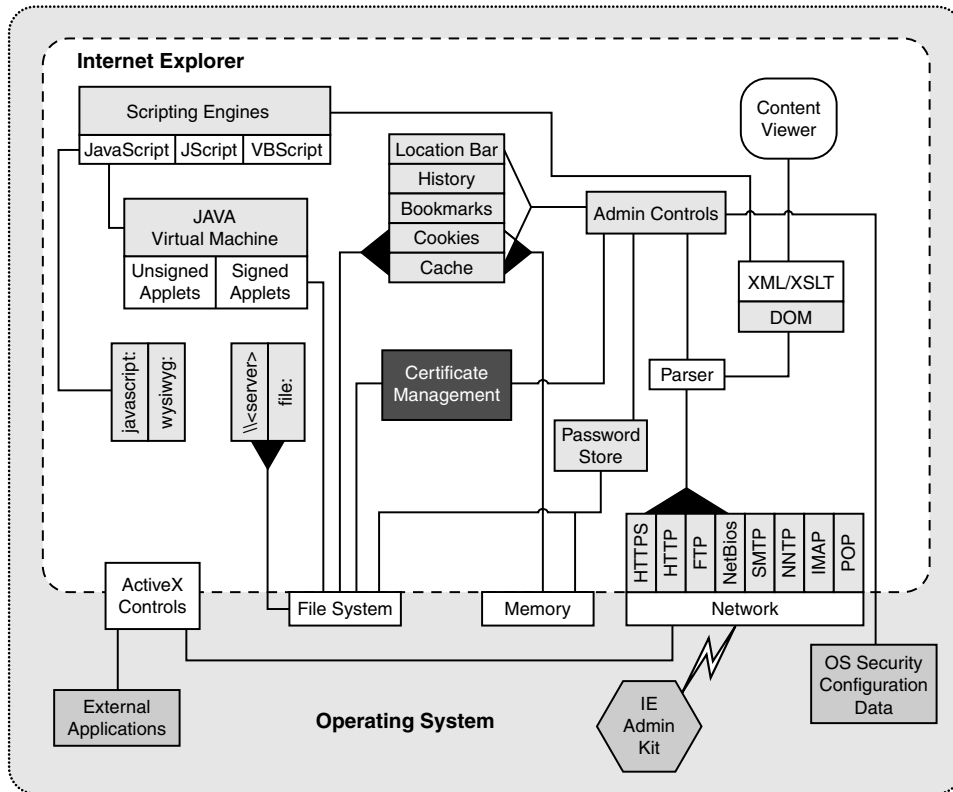 Internet Explorer
Scripting Engines
JavaScript
JScript
VBScript
Content
Viewer
Location Bar
History
Bookmarks
Cookies
Cache
Admin Controls
JAVA
Virtual Machine
Unsigned
Applets
Signed
Applets
XML/XSLT
DOM
javascript:
wysiwyg:
\\<server>
file:
Certificate
Management
Parser
Password
Store
HTTPS
HTTP
FTP
NetBios
SMTP
NNTP
IMAP
POP
ActiveX
Controls
File System
Memory
Network
External
Applications
Operating System
IE
Admin
Kit
OS Security
Configuration
Data